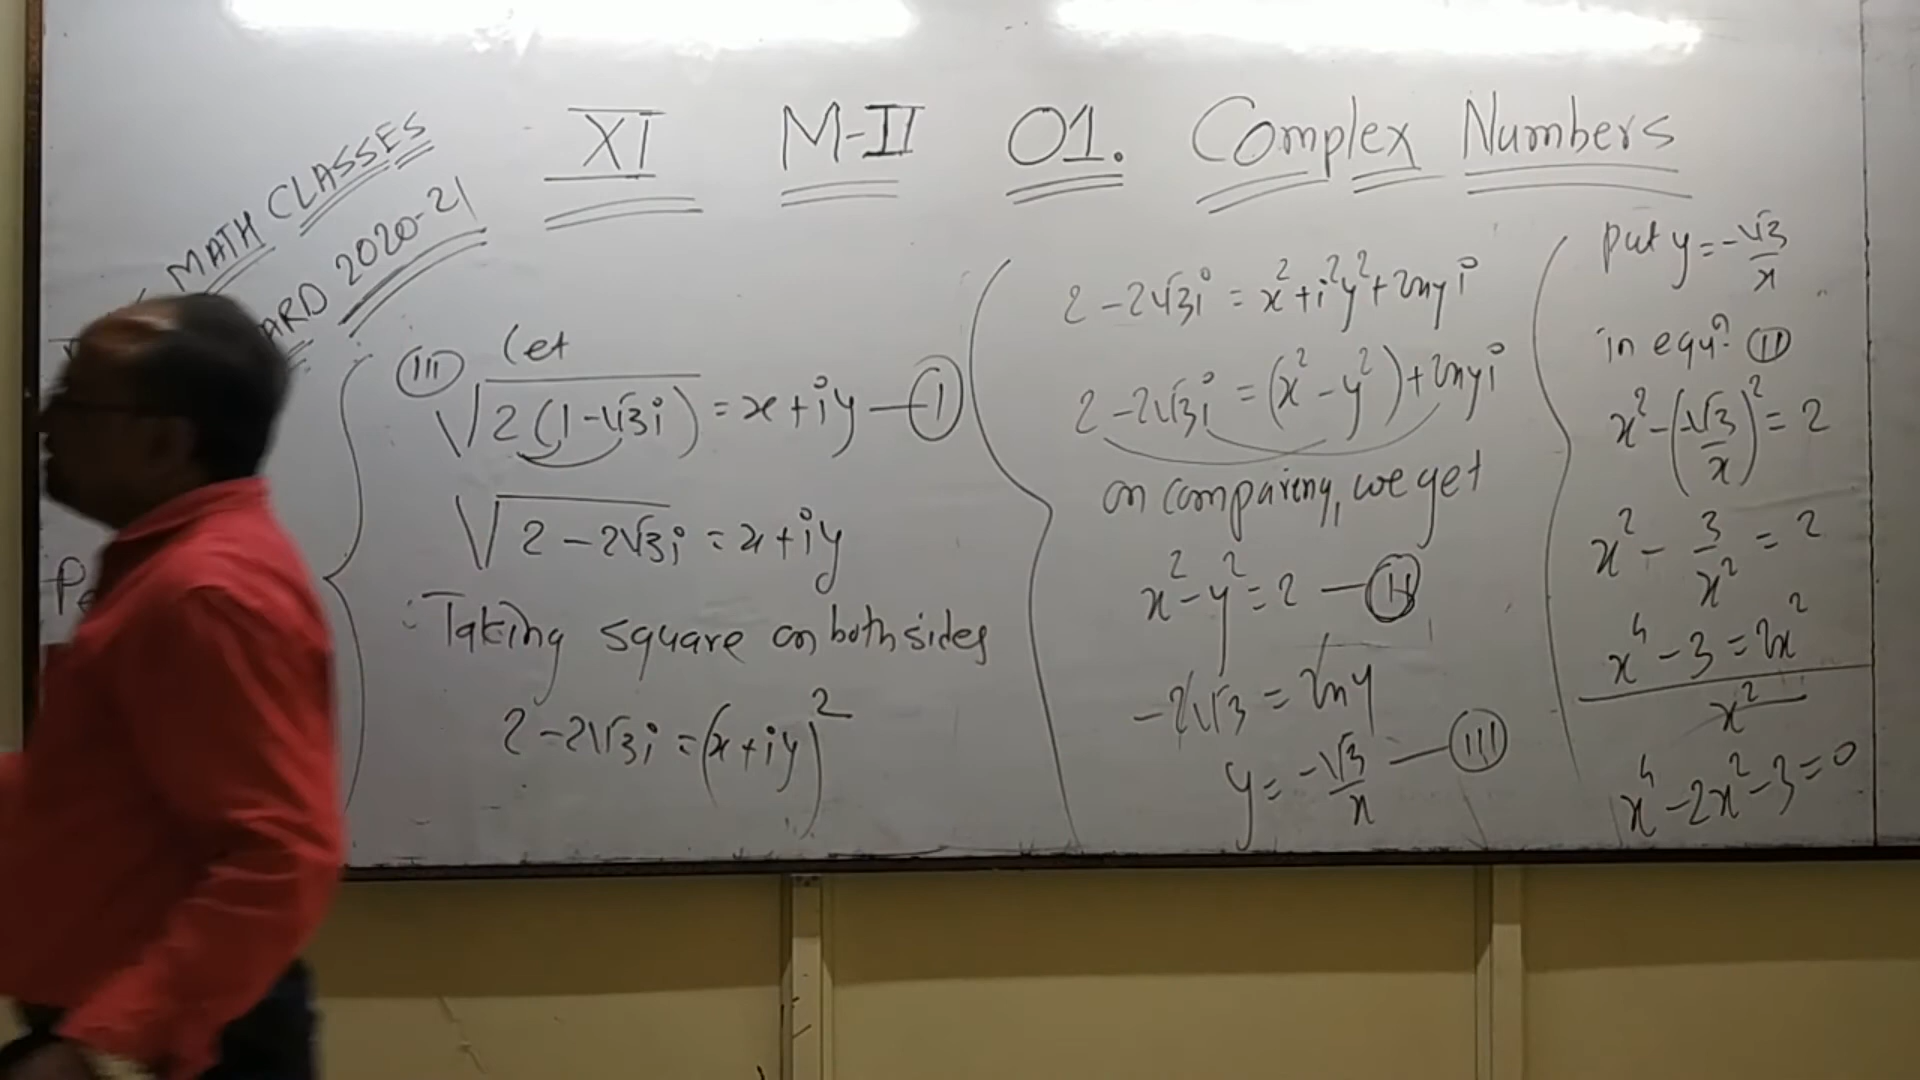 XI M-II 01. Complex Numbers
MATH CLASSES
2020-21
(III) Let
√2(1-√3i) = x+iy — (I)
√2-2√3i = x+iy
Taking square on both sides
2-2√3i = (x+iy)²
2-2√3i = x²+i²y²+2xyi
2-2√3i = (x²-y²)+2xyi
on comparing, we get
x²-y²=2 — (II)
-2√3 = 2xy
y = -√3/x — (III)
put y = -√3/x
in equn. (II)
x²-(-√3/x)² = 2
x² - 3/x² = 2
x⁴-3 = 2x²
x²
x⁴-2x²-3=0